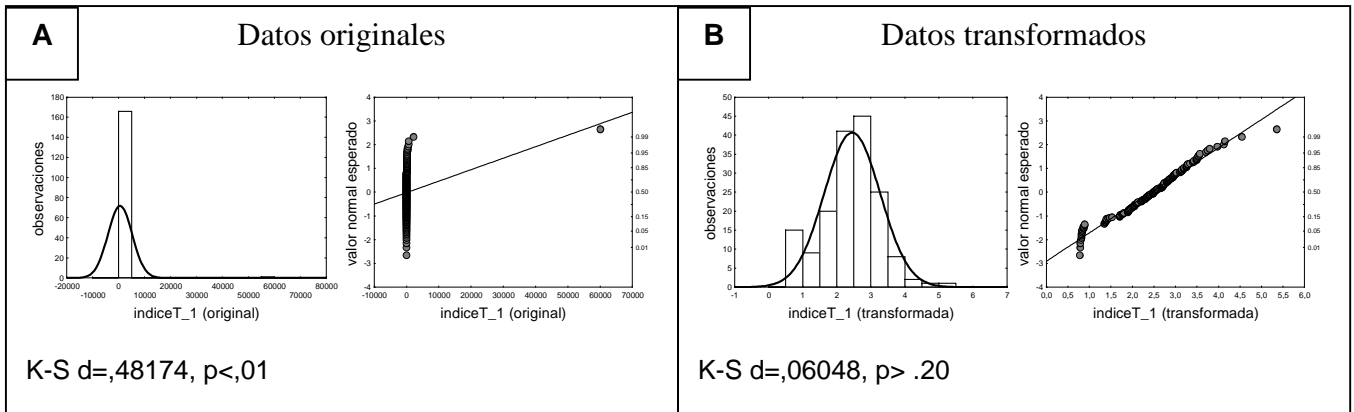 A
Datos originales
180
160
140
120
100
80
60
40
20
0
observaciones
-20000 -10000 0 10000 20000 30000 40000 50000 60000 70000 80000
indiceT_1 (original)
4
3
2
1
0
-1
-2
-3
-4
valor normal esperado
0.99
0.95
0.85
0.50
0.15
0.05
0.01
-10000 0 10000 20000 30000 40000 50000 60000 70000
indiceT_1 (original)
K-S d=,48174, p<,01
B
Datos transformados
50
45
40
35
30
25
20
15
10
5
0
observaciones
-1 0 1 2 3 4 5 6 7
indiceT_1 (transformada)
4
3
2
1
0
-1
-2
-3
-4
valor normal esperado
0.99
0.95
0.85
0.50
0.15
0.05
0.01
0,0 0,5 1,0 1,5 2,0 2,5 3,0 3,5 4,0 4,5 5,0 5,5 6,0
indiceT_1 (transformada)
K-S d=,06048, p> .20